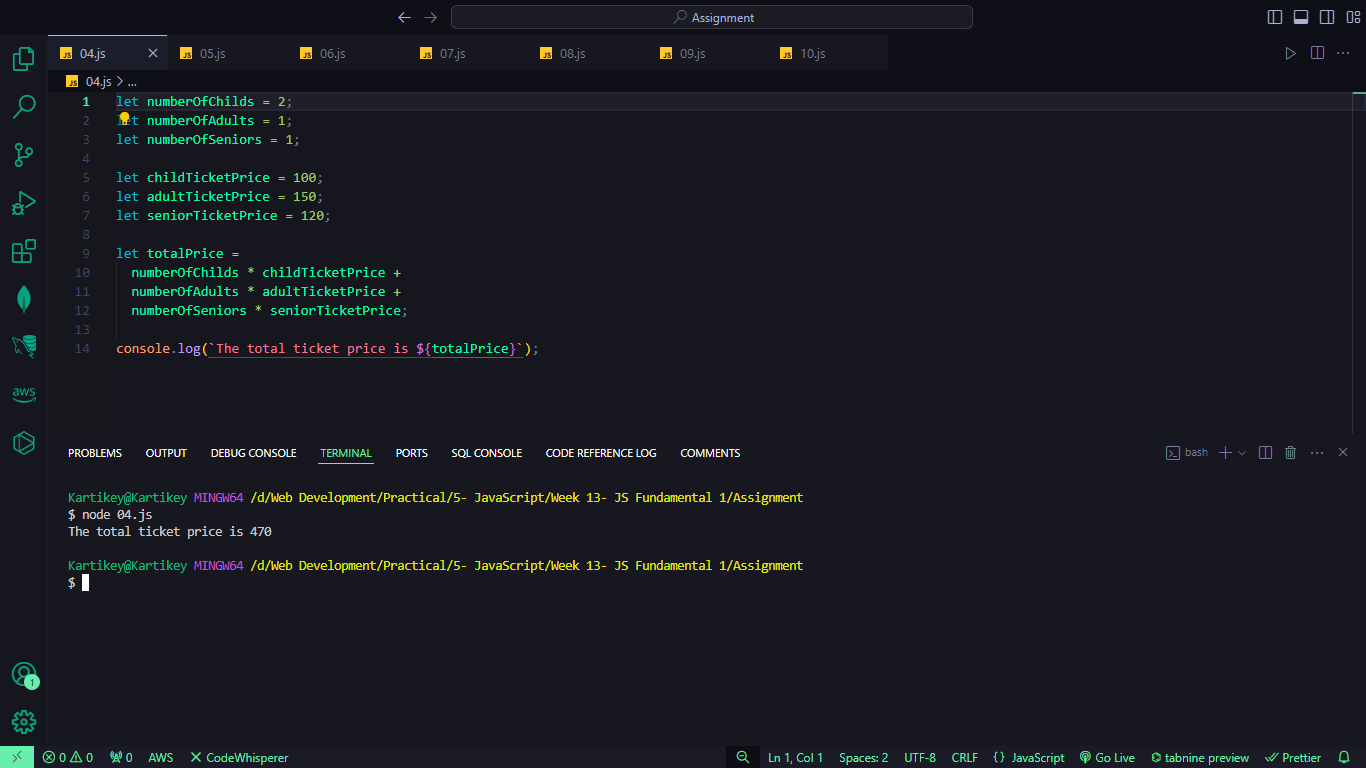 Assignment
JS 04.js JS 05.js JS 06.js JS 07.js JS 08.js JS 09.js JS 10.js
JS 04.js > ...
1 let numberOfChilds = 2;
2 let numberOfAdults = 1;
3 let numberOfSeniors = 1;
4
5 let childTicketPrice = 100;
6 let adultTicketPrice = 150;
7 let seniorTicketPrice = 120;
8
9 let totalPrice =
10 numberOfChilds * childTicketPrice +
11 numberOfAdults * adultTicketPrice +
12 numberOfSeniors * seniorTicketPrice;
13
14 console.log(`The total ticket price is ${totalPrice}`);
aws
PROBLEMS OUTPUT DEBUG CONSOLE TERMINAL PORTS SQL CONSOLE CODE REFERENCE LOG COMMENTS bash
Kartikey@Kartikey MINGW64 /d/Web Development/Practical/5- JavaScript/Week 13- JS Fundamental 1/Assignment
$ node 04.js
The total ticket price is 470
Kartikey@Kartikey MINGW64 /d/Web Development/Practical/5- JavaScript/Week 13- JS Fundamental 1/Assignment
$
1
0 0 0 AWS CodeWhisperer Ln 1, Col 1 Spaces: 2 UTF-8 CRLF {} JavaScript Go Live tabnine preview Prettier